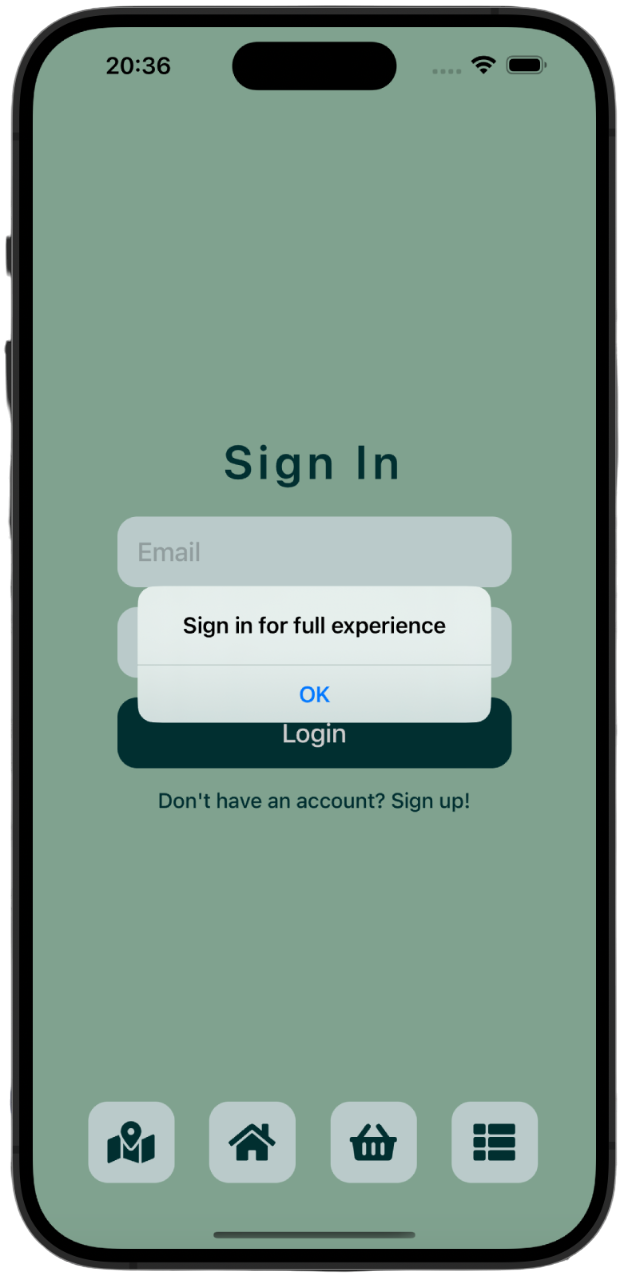 20:36
Sign In
Email
Sign in for full experience
OK
Login
Don't have an account? Sign up!